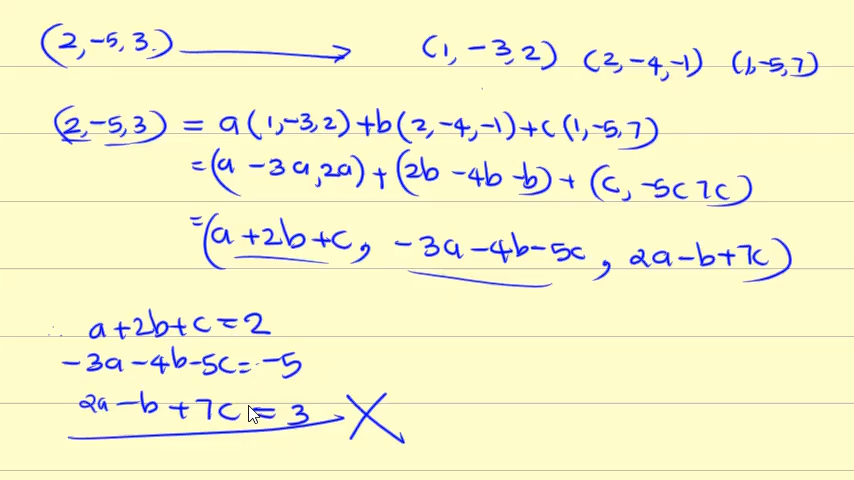 (2,-5,3) ⟶ (1,-3,2) (2,-4,-1) (1,-5,7)
(2,-5,3) = a(1,-3,2)+b(2,-4,-1)+c(1,-5,7)
=(a -3a,2a)+(2b -4b -b)+(c,-5c 7c)
=(a+2b+c, -3a-4b-5c, 2a-b+7c)
∴ a+2b+c=2
-3a-4b-5c=-5
2a-b+7c=3